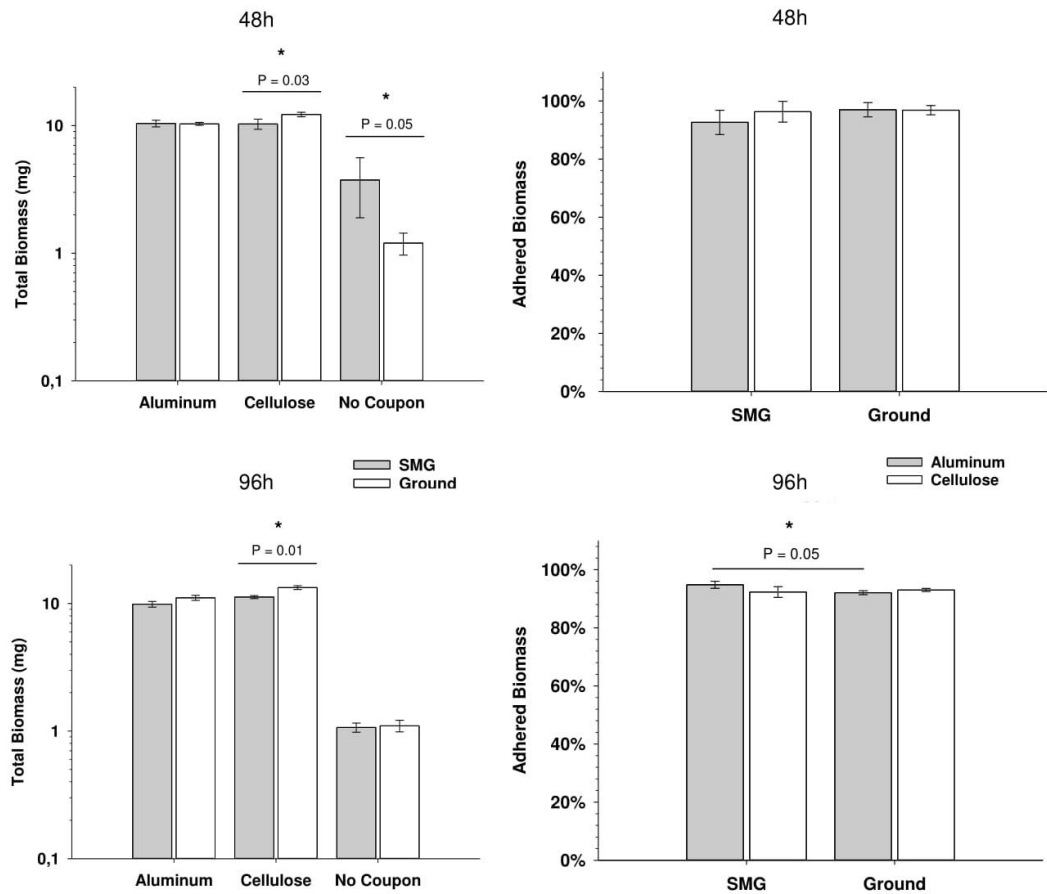 48h
*
P = 0.03
*
P = 0.05
Total Biomass (mg)
10
1
0,1
Aluminum Cellulose No Coupon
SMG
Ground
48h
Adhered Biomass
100%
80%
60%
40%
20%
0%
SMG Ground
Aluminum
Cellulose
96h
*
P = 0.01
Total Biomass (mg)
10
1
0,1
Aluminum Cellulose No Coupon
96h
*
P = 0.05
Adhered Biomass
100%
80%
60%
40%
20%
0%
SMG Ground